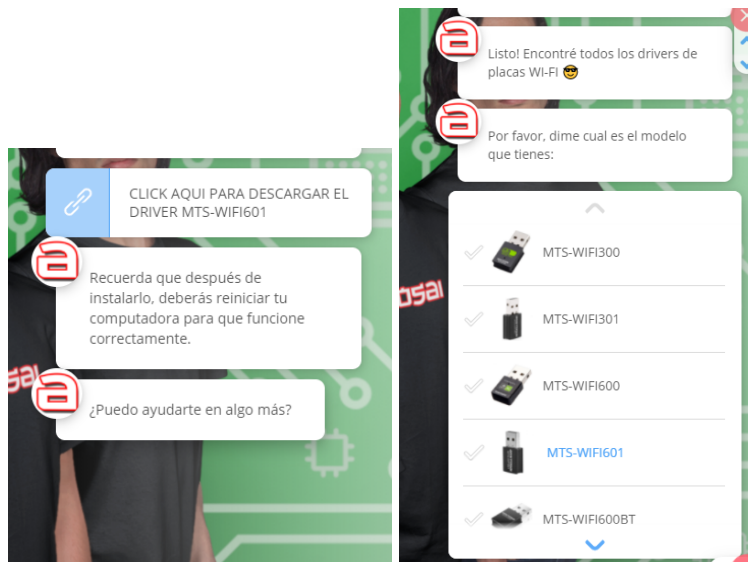 CLICK AQUI PARA DESCARGAR EL
DRIVER MTS-WIFI601
Recuerda que después de
instalarlo, deberás reiniciar tu
computadora para que funcione
correctamente.
¿Puedo ayudarte en algo más?
Listo! Encontré todos los drivers de
placas WI-FI 😎
Por favor, dime cual es el modelo
que tienes:
MTS-WIFI300
MTS-WIFI301
MTS-WIFI600
MTS-WIFI601
MTS-WIFI600BT